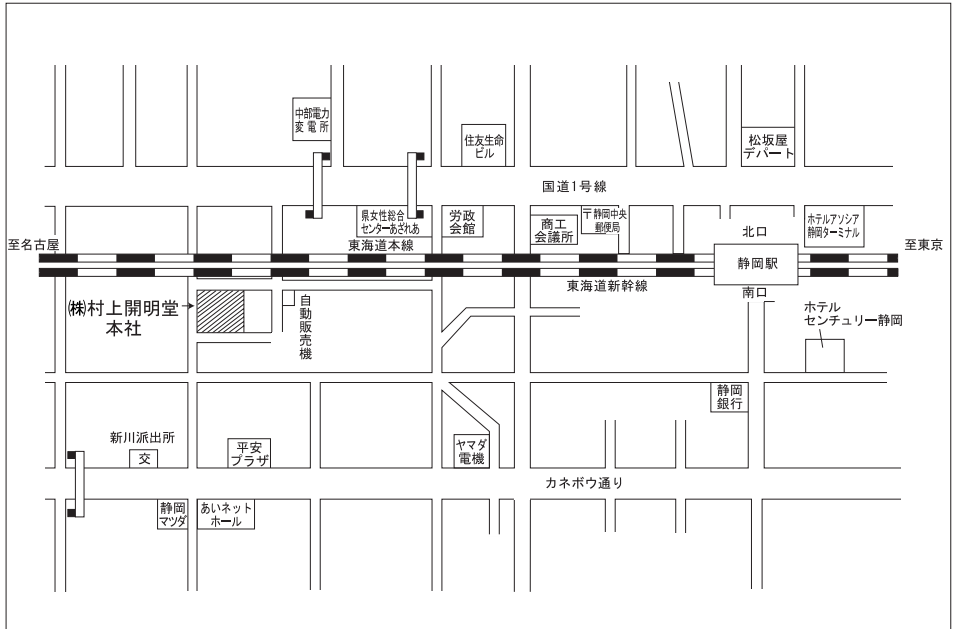 中部電力
変電所
住友生命
ビル
松坂屋
デパート
国道1号線
県女性総合
センターあざれあ
労政
会館
商工
会議所
〒静岡中央
郵便局
北口
ホテルアソシア
静岡ターミナル
至名古屋
東海道本線
静岡駅
至東京
東海道新幹線
南口
(株)村上開明堂
本社
自動販売機
ホテル
センチュリー静岡
静岡
銀行
新川派出所
交
平安
プラザ
ヤマダ
電機
カネボウ通り
静岡
マツダ
あいネット
ホール